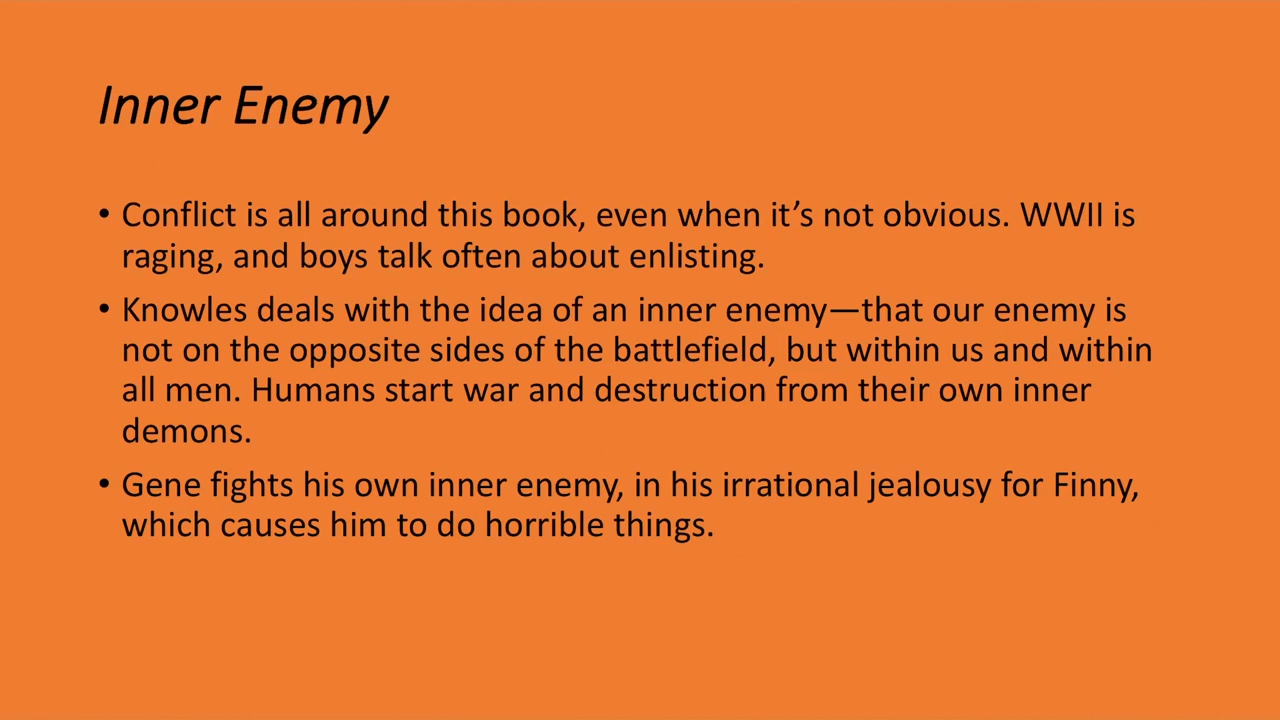 Inner Enemy
• Conflict is all around this book, even when it’s not obvious. WWII is
raging, and boys talk often about enlisting.
• Knowles deals with the idea of an inner enemy—that our enemy is
not on the opposite sides of the battlefield, but within us and within
all men. Humans start war and destruction from their own inner
demons.
• Gene fights his own inner enemy, in his irrational jealousy for Finny,
which causes him to do horrible things.